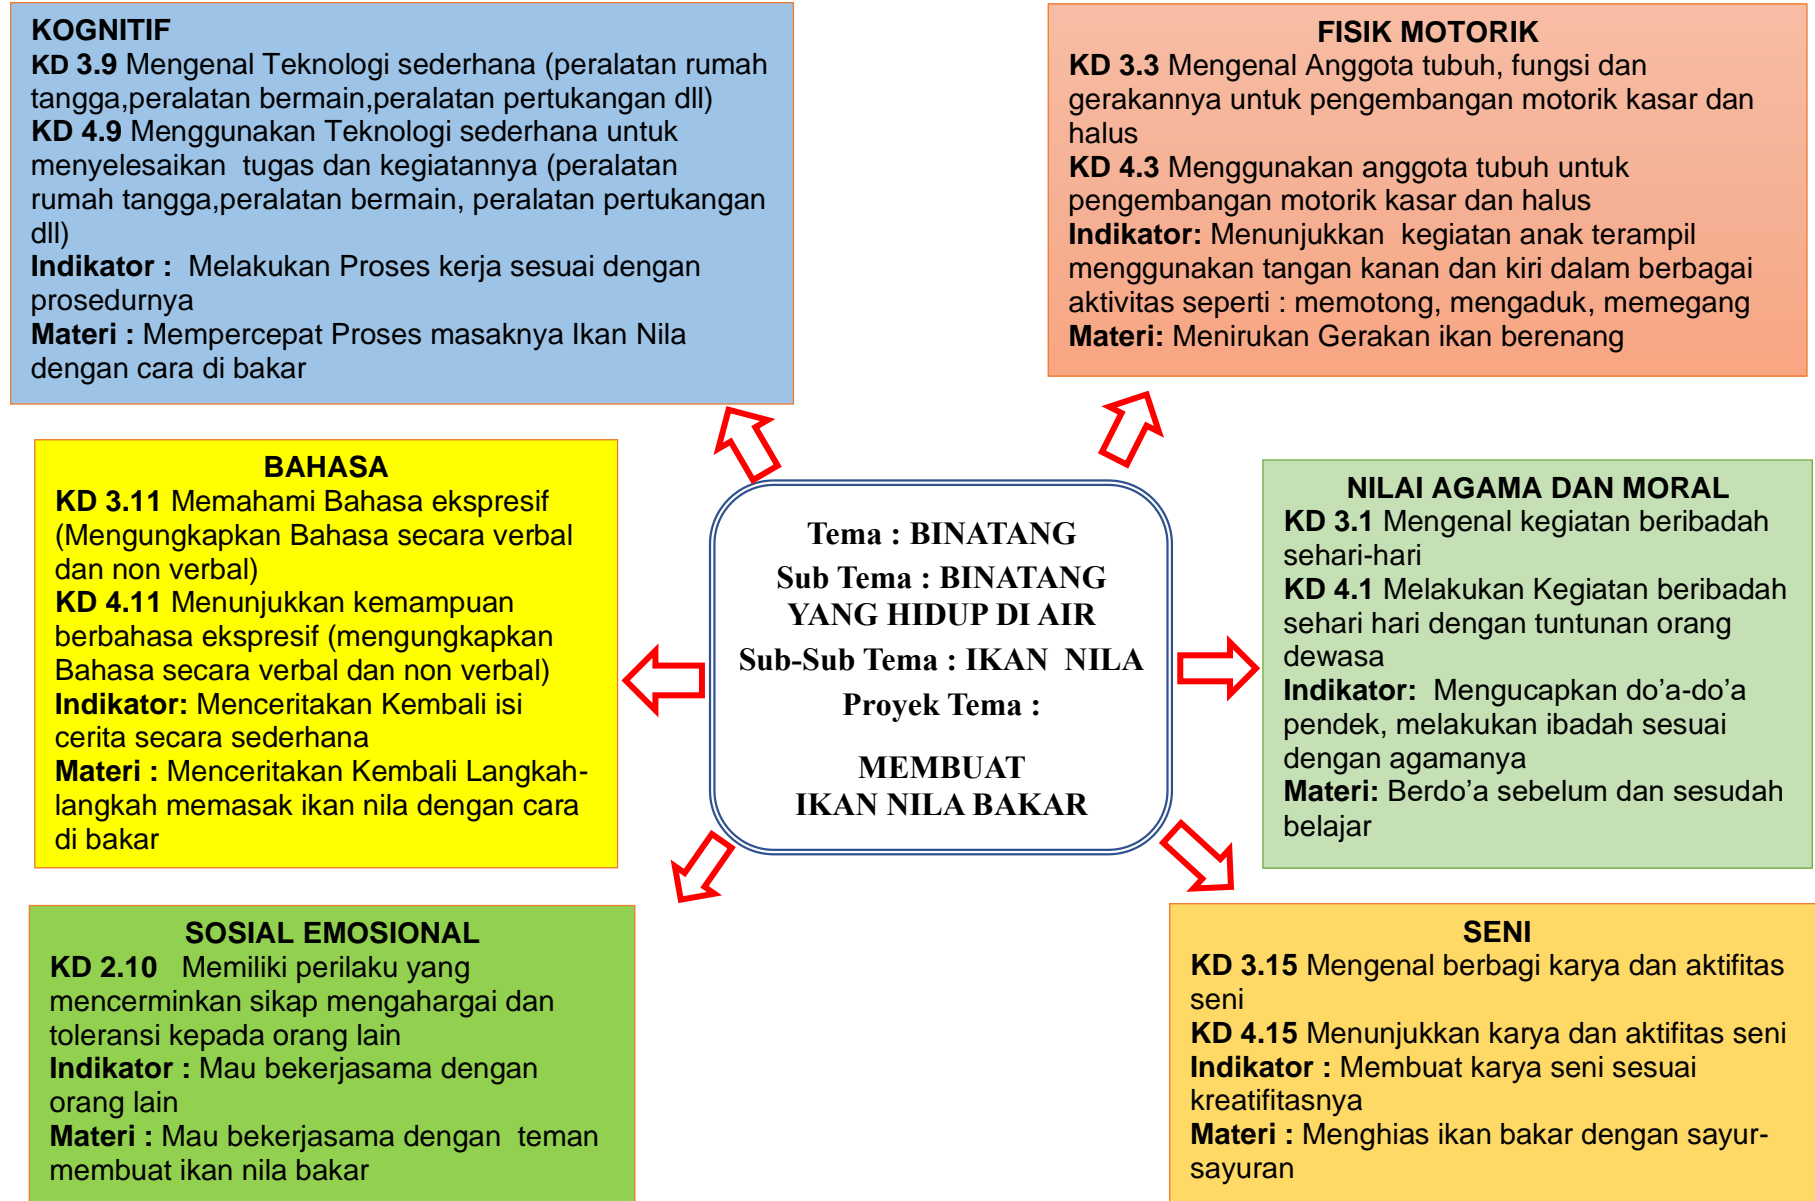 KOGNITIF
KD 3.9 Mengenal Teknologi sederhana (peralatan rumah
tangga,peralatan bermain,peralatan pertukangan dll)
KD 4.9 Menggunakan Teknologi sederhana untuk
menyelesaikan  tugas dan kegiatannya (peralatan
rumah tangga,peralatan bermain, peralatan pertukangan
dll)
Indikator :  Melakukan Proses kerja sesuai dengan
prosedurnya
Materi : Mempercepat Proses masaknya Ikan Nila
dengan cara di bakar
FISIK MOTORIK
KD 3.3 Mengenal Anggota tubuh, fungsi dan
gerakannya untuk pengembangan motorik kasar dan
halus
KD 4.3 Menggunakan anggota tubuh untuk
pengembangan motorik kasar dan halus
Indikator: Menunjukkan  kegiatan anak terampil
menggunakan tangan kanan dan kiri dalam berbagai
aktivitas seperti : memotong, mengaduk, memegang
Materi: Menirukan Gerakan ikan berenang
BAHASA
KD 3.11 Memahami Bahasa ekspresif
(Mengungkapkan Bahasa secara verbal
dan non verbal)
KD 4.11 Menunjukkan kemampuan
berbahasa ekspresif (mengungkapkan
Bahasa secara verbal dan non verbal)
Indikator: Menceritakan Kembali isi
cerita secara sederhana
Materi : Menceritakan Kembali Langkah-
langkah memasak ikan nila dengan cara
di bakar
Tema : BINATANG
Sub Tema : BINATANG
YANG HIDUP DI AIR
Sub-Sub Tema : IKAN  NILA
Proyek Tema :
MEMBUAT
IKAN NILA BAKAR
NILAI AGAMA DAN MORAL
KD 3.1 Mengenal kegiatan beribadah
sehari-hari
KD 4.1 Melakukan Kegiatan beribadah
sehari hari dengan tuntunan orang
dewasa
Indikator:  Mengucapkan do’a-do’a
pendek, melakukan ibadah sesuai
dengan agamanya
Materi: Berdo’a sebelum dan sesudah
belajar
SOSIAL EMOSIONAL
KD 2.10   Memiliki perilaku yang
mencerminkan sikap mengahargai dan
toleransi kepada orang lain
Indikator : Mau bekerjasama dengan
orang lain
Materi : Mau bekerjasama dengan  teman
membuat ikan nila bakar
SENI
KD 3.15 Mengenal berbagi karya dan aktifitas
seni
KD 4.15 Menunjukkan karya dan aktifitas seni
Indikator : Membuat karya seni sesuai
kreatifitasnya
Materi : Menghias ikan bakar dengan sayur-
sayuran